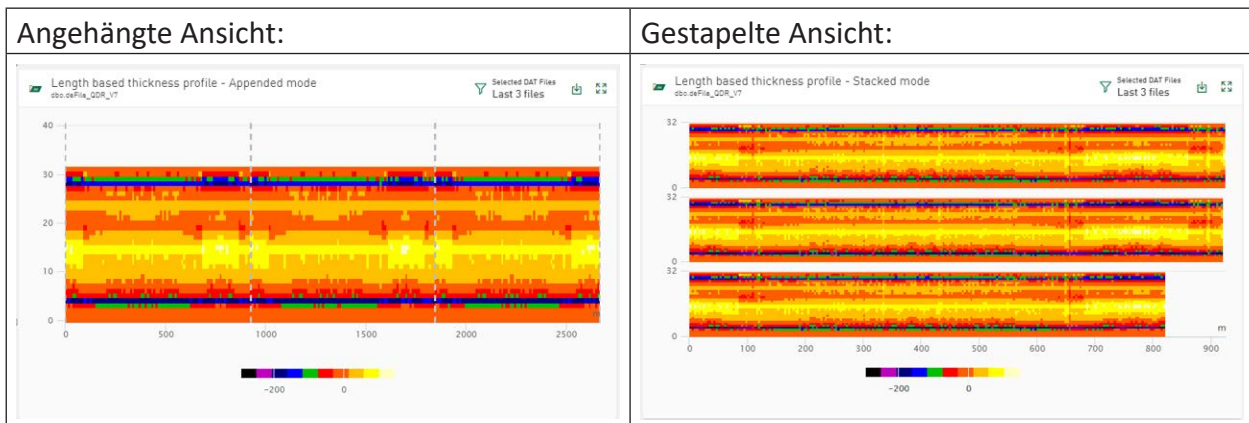 Angehängte Ansicht:
Gestapelte Ansicht:
Length based thickness profile - Appended mode
dbo.deFile_QDR_V7
Selected DAT Files
Last 3 files
40
30
20
10
0
0 500 1000 1500 2000 2500
m
-200 0
Length based thickness profile - Stacked mode
dbo.deFile_QDR_V7
Selected DAT Files
Last 3 files
32
0
32
0
32
0
m
0 100 200 300 400 500 600 700 800 900
-200 0